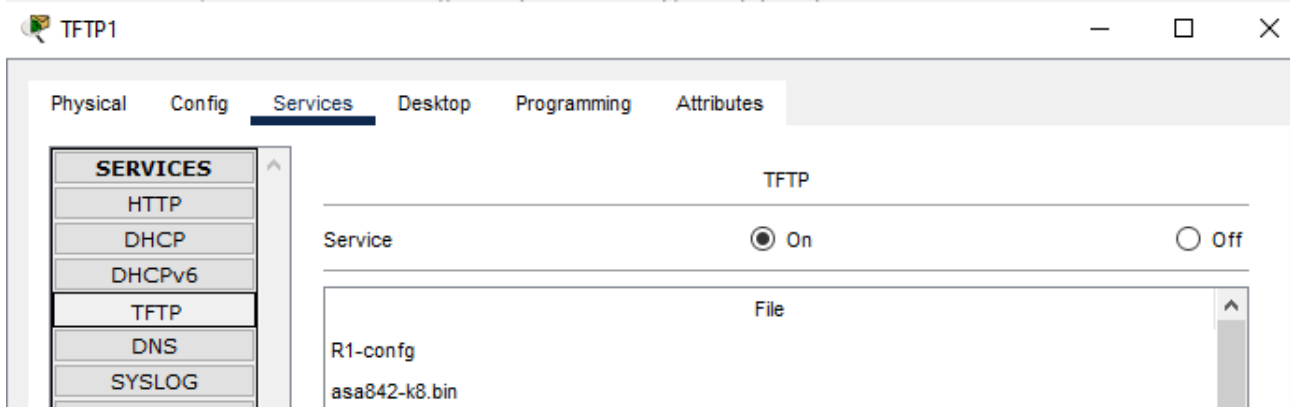 TFTP1
Physical Config Services Desktop Programming Attributes
SERVICES
HTTP
DHCP
DHCPv6
TFTP
DNS
SYSLOG
TFTP
Service On Off
File
R1-confg
asa842-k8.bin